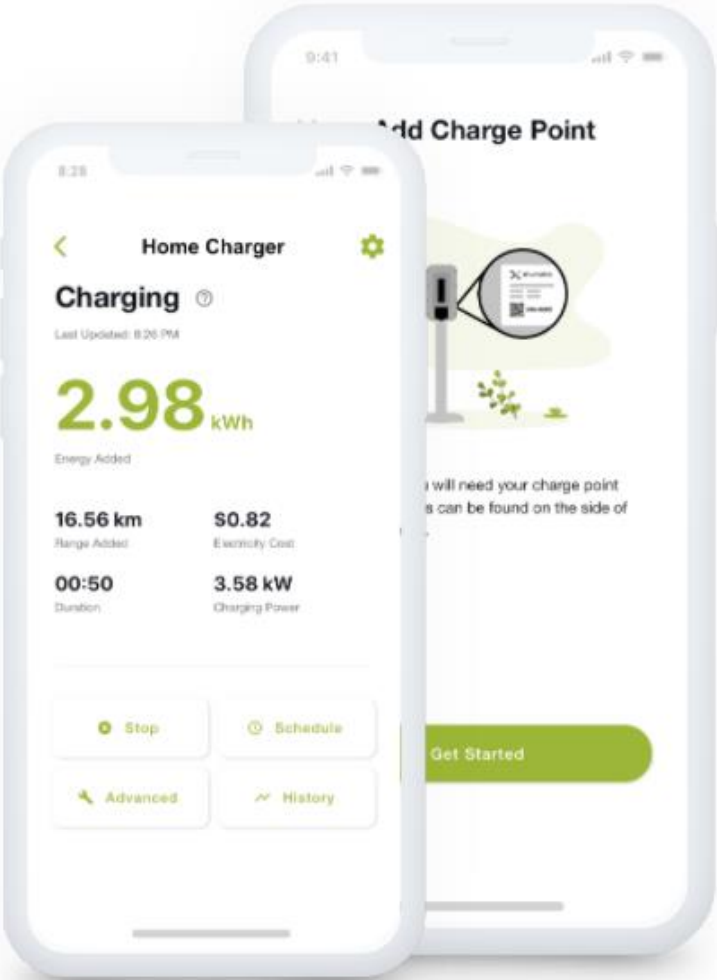 8:28
Home Charger
Charging
Last Updated: 8:26 PM
2.98 kWh
Energy Added
16.56 km
Range Added
$0.82
Electricity Cost
00:50
Duration
3.58 kW
Charging Power
Stop
Schedule
Advanced
History
9:41
Add Charge Point
will need your charge point
can be found on the side of
Get Started